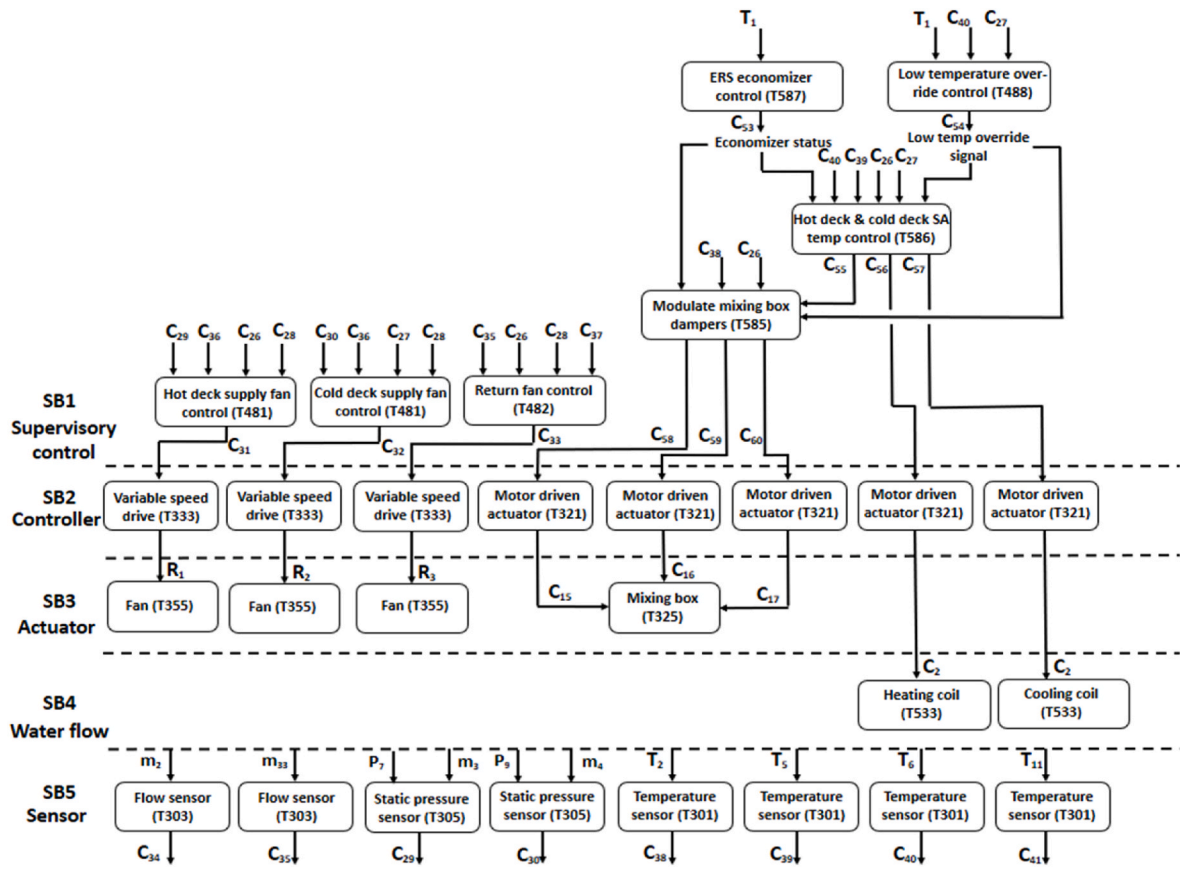 T₁ T₁ C₄₀ C₂₇
ERS economizer
control (T587)
Low temperature over-
ride control (T488)
C₅₃ C₅₄
Economizer status
Low temp override
signal
C₄₀ C₃₉ C₂₆ C₂₇
Hot deck & cold deck SA
temp control (T586)
C₃₈ C₂₆ C₅₅ C₅₆ C₅₇
Modulate mixing box
dampers (T585)
C₂₉ C₃₆ C₂₆ C₂₈ C₃₀ C₃₆ C₂₇ C₂₈ C₃₅ C₂₆ C₂₈ C₃₇
SB1
Supervisory
control
Hot deck supply fan
control (T481)
Cold deck supply fan
control (T481)
Return fan control
(T482)
C₃₁ C₃₂ C₃₃ C₅₈ C₅₉ C₆₀
SB2
Controller
Variable speed
drive (T333)
Variable speed
drive (T333)
Variable speed
drive (T333)
Motor driven
actuator (T321)
Motor driven
actuator (T321)
Motor driven
actuator (T321)
Motor driven
actuator (T321)
Motor driven
actuator (T321)
R₁ R₂ R₃ C₁₅ C₁₆ C₁₇
SB3
Actuator
Fan (T355)
Fan (T355)
Fan (T355)
Mixing box
(T325)
C₂ C₂
SB4
Water flow
Heating coil
(T533)
Cooling coil
(T533)
m₂ m₃₃ P₇ m₃ P₉ m₄ T₂ T₅ T₆ T₁₁
SB5
Sensor
Flow sensor
(T303)
Flow sensor
(T303)
Static pressure
sensor (T305)
Static pressure
sensor (T305)
Temperature
sensor (T301)
Temperature
sensor (T301)
Temperature
sensor (T301)
Temperature
sensor (T301)
C₃₄ C₃₅ C₂₉ C₃₀ C₃₈ C₃₉ C₄₀ C₄₁